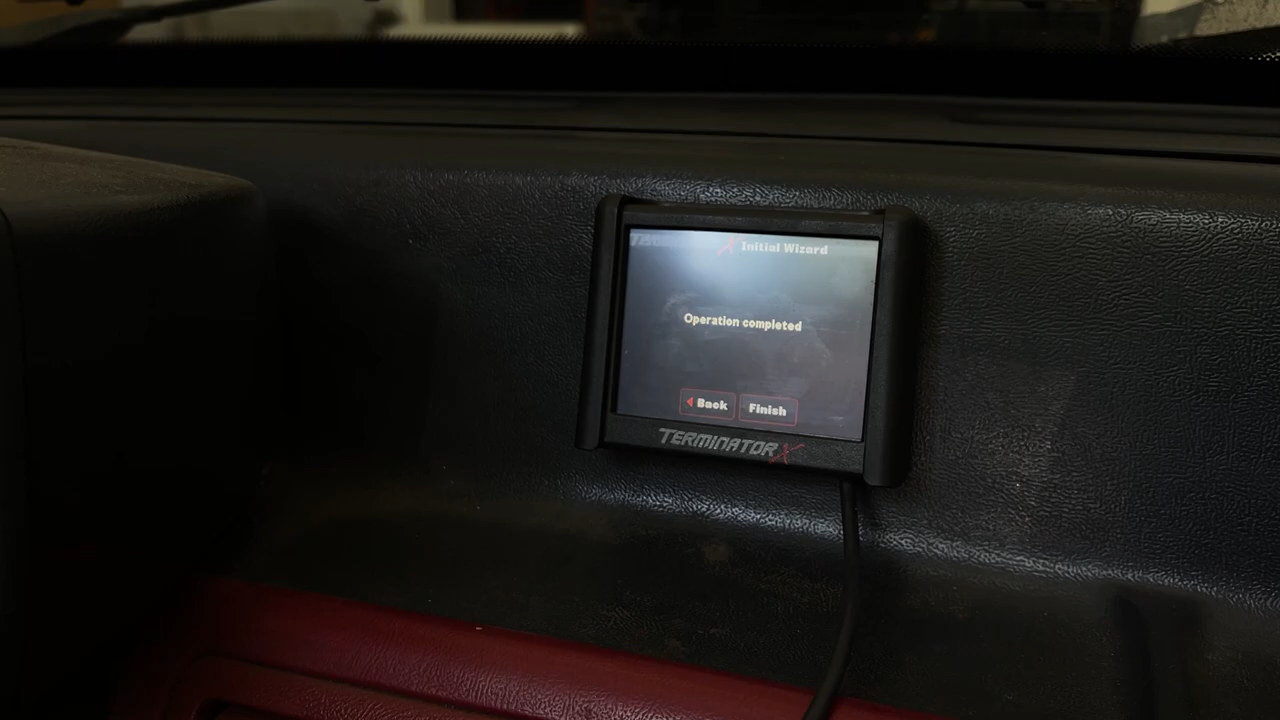 Initial Wizard
Operation completed
Back
Finish
TERMINATOR X